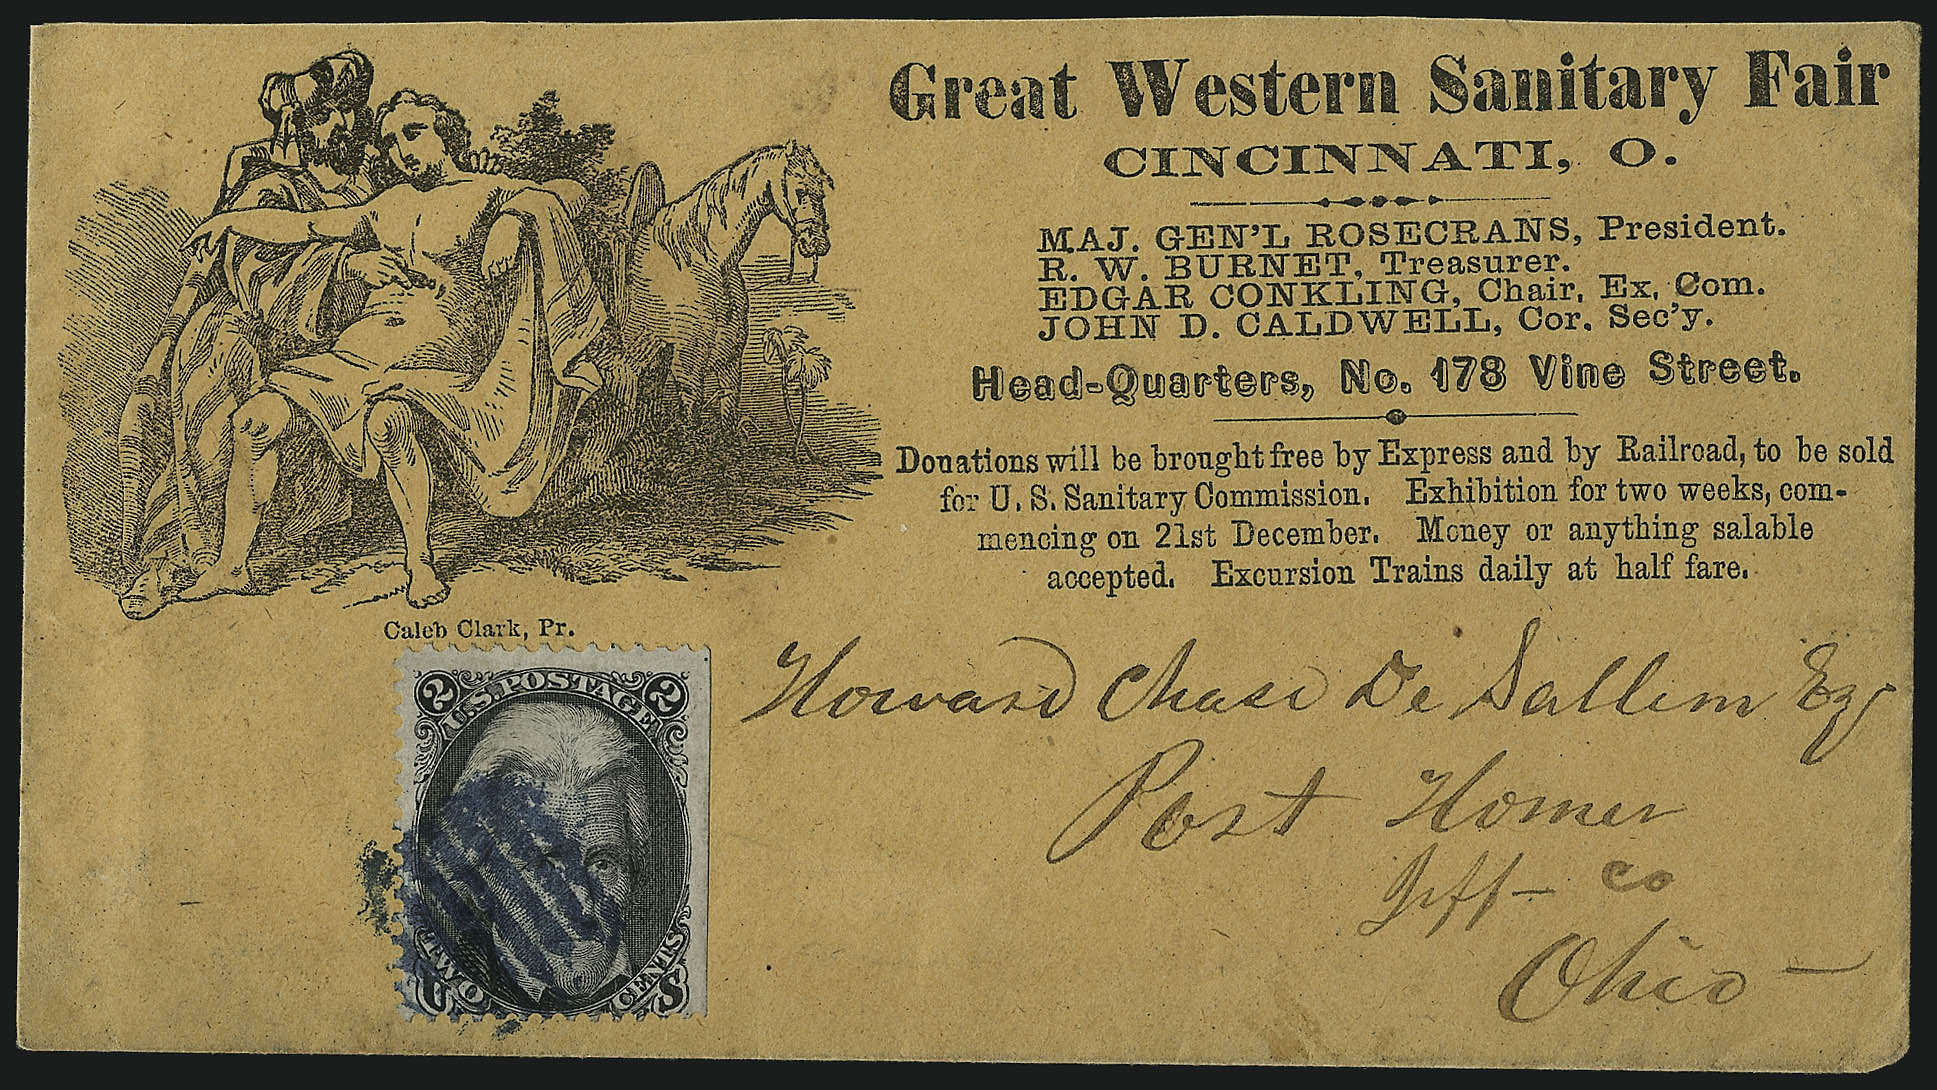 Great Western Sanitary Fair
CINCINNATI, O.
MAJ. GEN'L ROSECRANS, President.
R. W. BURNET, Treasurer.
EDGAR CONKLING, Chair, Ex, Com.
JOHN D. CALDWELL, Cor. Sec'y.
Head-Quarters, No. 178 Vine Street.
Donations will be brought free by Express and by Railroad, to be sold
for U. S. Sanitary Commission. Exhibition for two weeks, com-
mencing on 21st December. Money or anything salable
accepted. Excursion Trains daily at half fare.
Caleb Clark, Pr.
2 U.S. POSTAGE 2
U TWO CENTS S
Howard Chase De Sallem Esq
Post Homer
Jeff- co
Ohio -